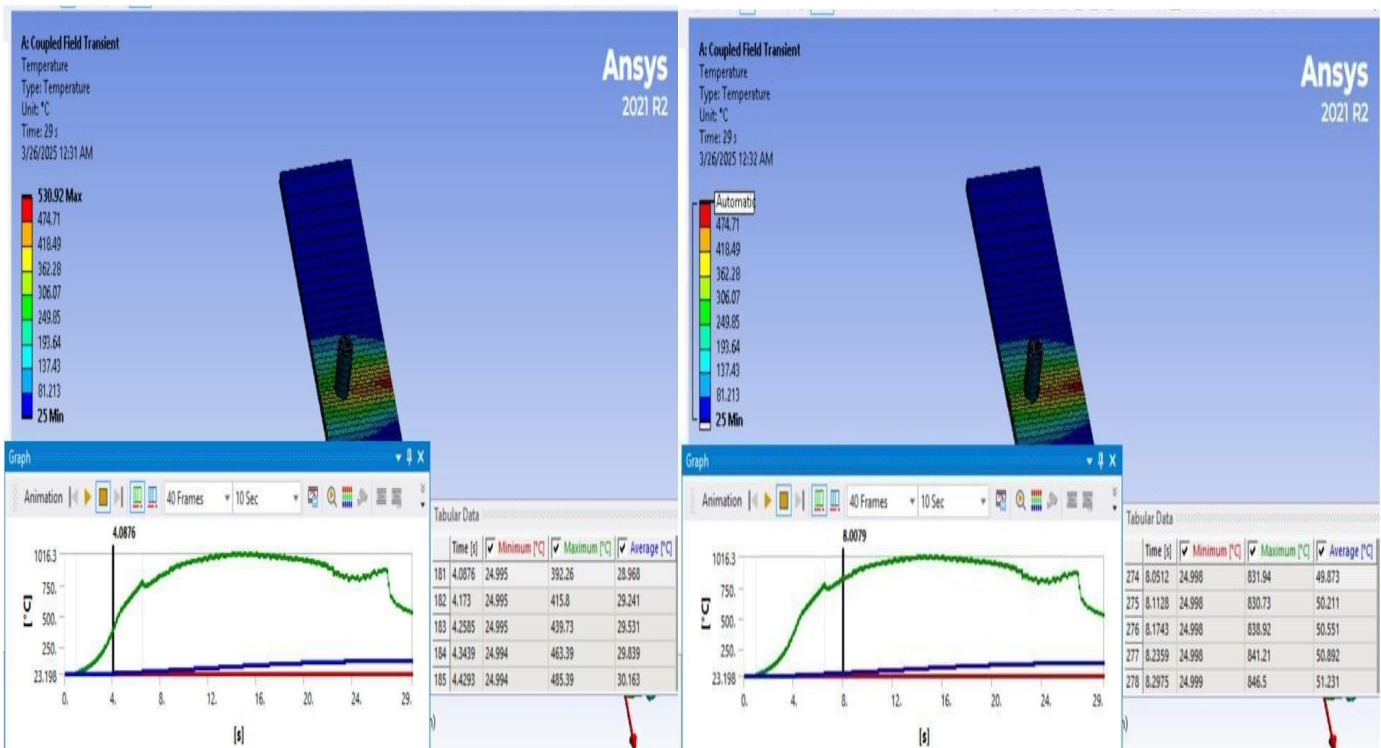 A: Coupled Field Transient
Temperature
Type: Temperature
Unit: °C
Time: 29 s
3/26/2025 12:31 AM
Ansys
2021 R2
530.92 Max
474.71
418.49
362.28
306.07
249.85
193.64
137.43
81.213
25 Min
Graph
Animation 40 Frames 10 Sec
4.0876
1016.3
750.
500.
250.
23.198
[°C]
0. 4. 8. 12. 16. 20. 24. 29.
[s]
Tabular Data
Time [s] Minimum [°C] Maximum [°C] Average [°C]
181 4.0876 24.995 392.26 28.968
182 4.173 24.995 415.8 29.241
183 4.2585 24.995 439.73 29.531
184 4.3439 24.994 463.39 29.839
185 4.4293 24.994 485.39 30.163
A: Coupled Field Transient
Temperature
Type: Temperature
Unit: °C
Time: 29 s
3/26/2025 12:32 AM
Ansys
2021 R2
Automatic
474.71
418.49
362.28
306.07
249.85
193.64
137.43
81.213
25 Min
Graph
Animation 40 Frames 10 Sec
8.0079
1016.3
750.
500.
250.
23.198
[°C]
0. 4. 8. 12. 16. 20. 24. 29.
[s]
Tabular Data
Time [s] Minimum [°C] Maximum [°C] Average [°C]
274 8.0512 24.998 831.94 49.873
275 8.1128 24.998 830.73 50.211
276 8.1743 24.998 838.92 50.551
277 8.2359 24.998 841.21 50.892
278 8.2975 24.999 846.5 51.231